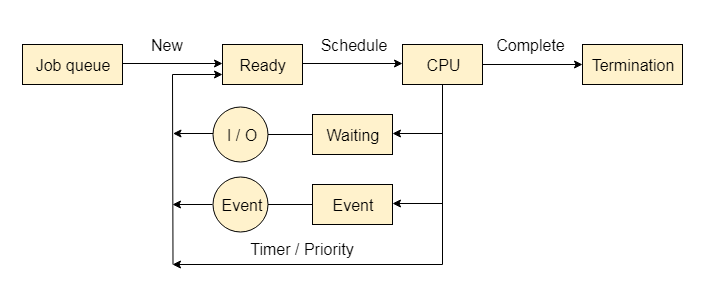 New
Schedule
Complete
Job queue
Ready
CPU
Termination
I / O
Waiting
Event
Event
Timer / Priority